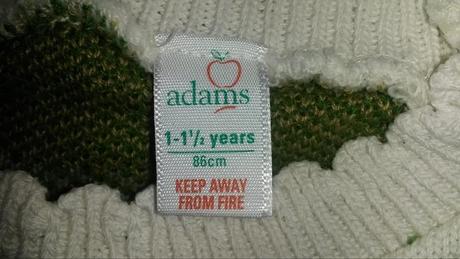 adams
1-1½ years
86cm
KEEP AWAY
FROM FIRE